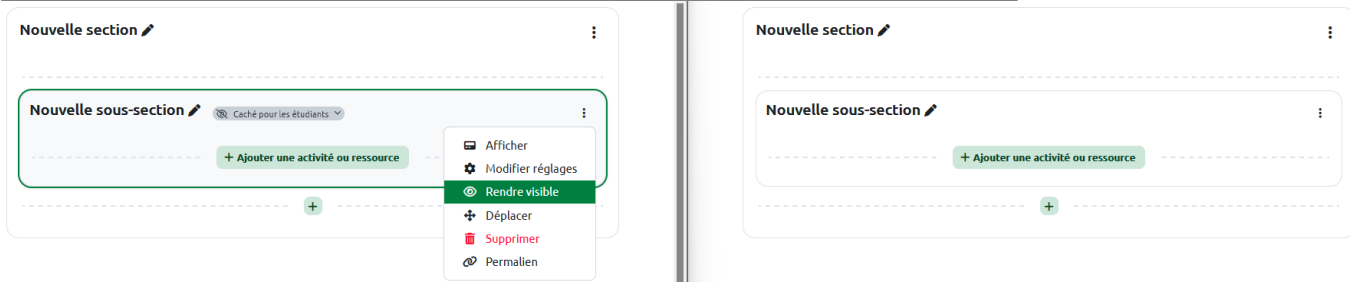 Nouvelle section
Nouvelle sous-section Caché pour les étudiants
+ Ajouter une activité ou ressource
+
Afficher
Modifier réglages
Rendre visible
Déplacer
Supprimer
Permalien
Nouvelle section
Nouvelle sous-section
+ Ajouter une activité ou ressource
+